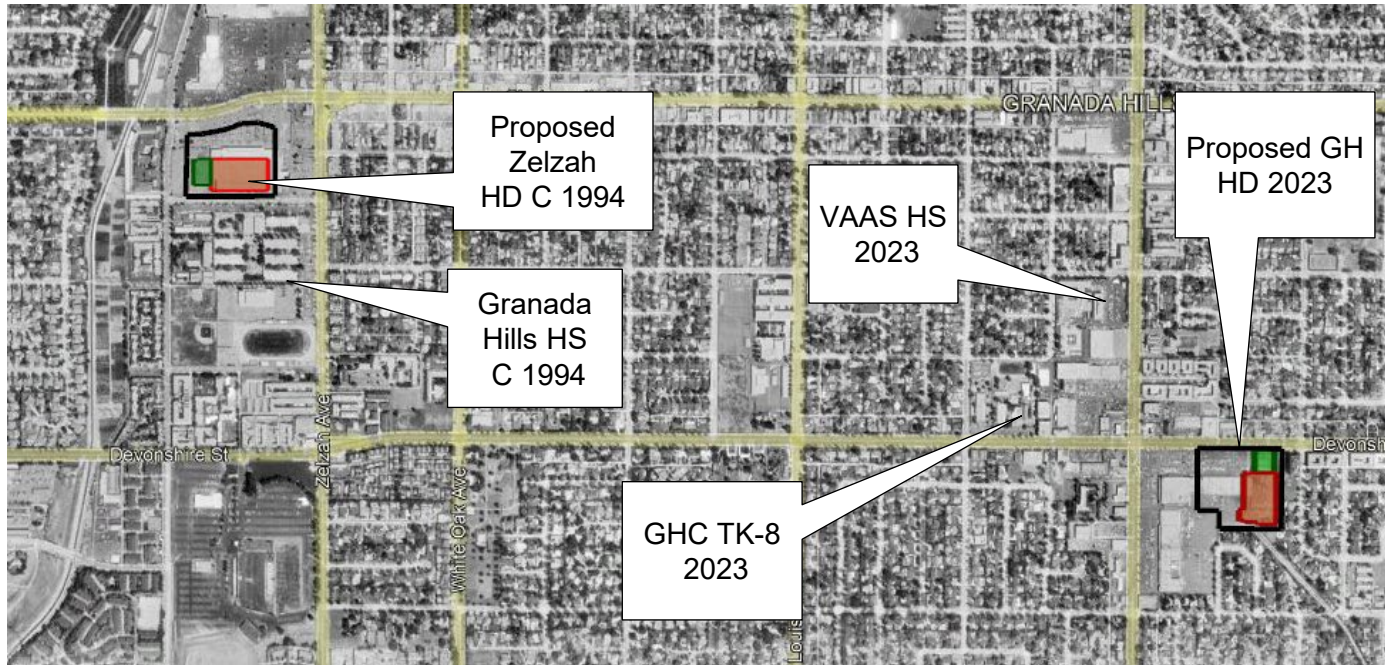 GRANADA HILL
Proposed
Zelzah
HD C 1994
Proposed GH
HD 2023
VAAS HS
2023
Granada
Hills HS
C 1994
Zelzah Ave
Devonshire St
Devonsh
White Oak Ave
GHC TK-8
2023
Louis